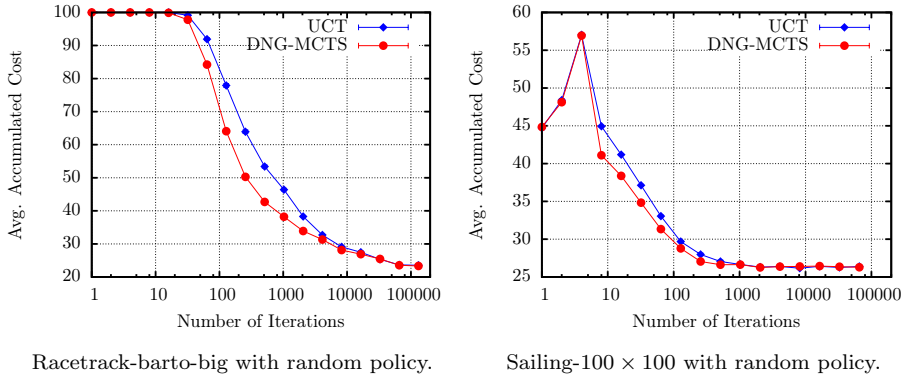 UCT
DNG-MCTS
100
90
80
70
60
50
40
30
20
1
10
100
1000
10000
100000
Avg. Accumulated Cost
Number of Iterations
Racetrack-barto-big with random policy.
UCT
DNG-MCTS
60
55
50
45
40
35
30
25
1
10
100
1000
10000
100000
Avg. Accumulated Cost
Number of Iterations
Sailing-100 × 100 with random policy.